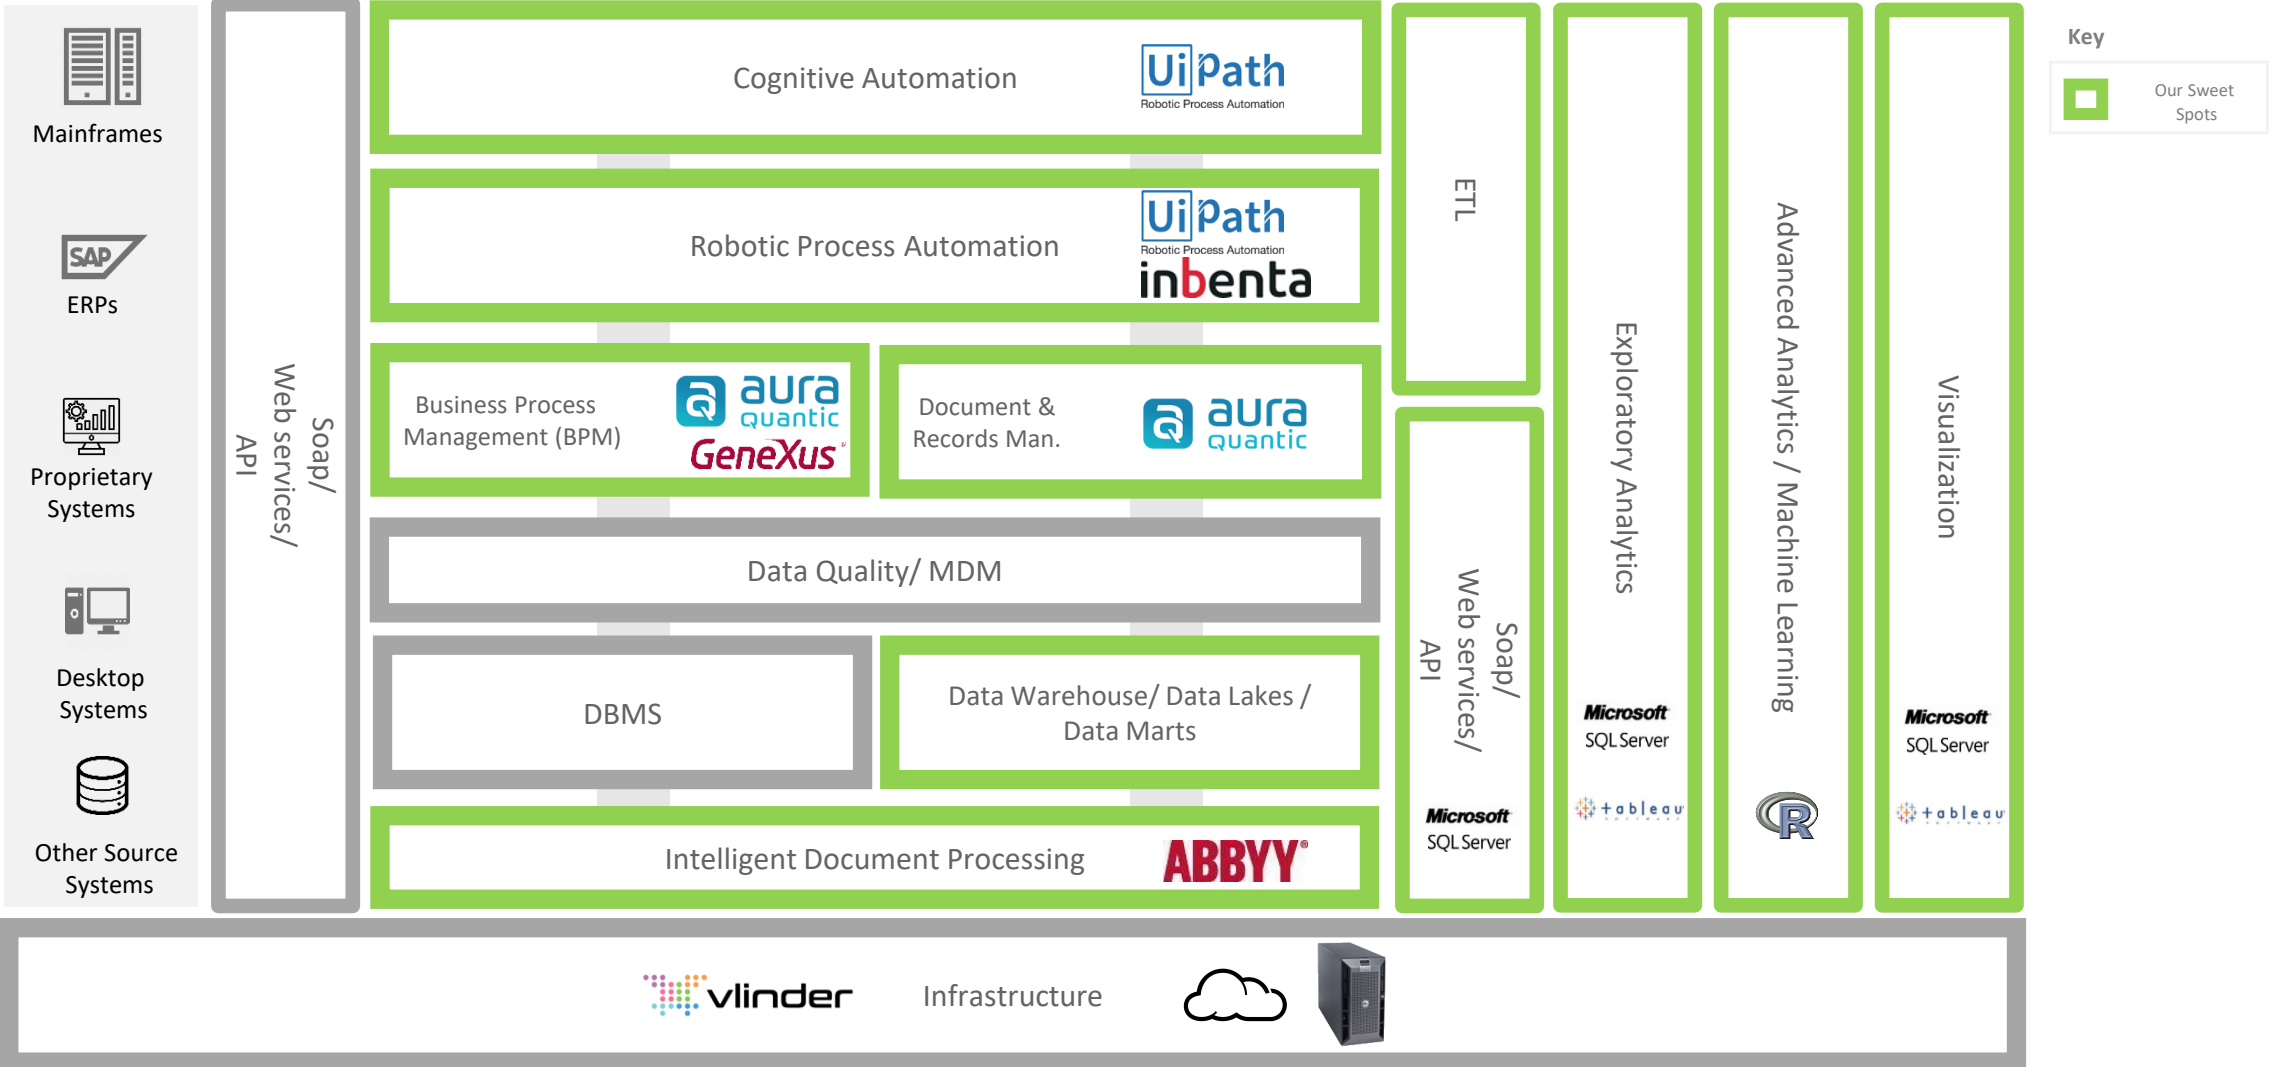 Mainframes
SAP
ERPs
Proprietary
Systems
Desktop
Systems
Other Source
Systems
Soap/
Web services/
API
Cognitive Automation
UiPath
Robotic Process Automation
Robotic Process Automation
UiPath
Robotic Process Automation
inbenta
Business Process
Management (BPM)
aura
quantic
GeneXus
Document &
Records Man.
aura
quantic
Data Quality/ MDM
DBMS
Data Warehouse/ Data Lakes /
Data Marts
Intelligent Document Processing
ABBYY®
ETL
Soap/
Web services/
API
Microsoft
SQL Server
Exploratory Analytics
Microsoft
SQL Server
+ableau
Advanced Analytics / Machine Learning
R
Visualization
Microsoft
SQL Server
+ableau
Key
Our Sweet
Spots
vlinder
Infrastructure